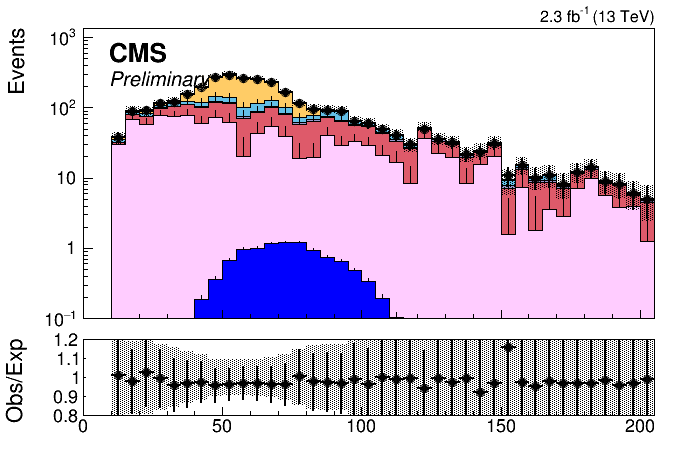 2.3 fb⁻¹ (13 TeV)
Events
CMS
Preliminary
10³
10²
10
1
10⁻¹
Obs/Exp
1.2
1.1
1
0.9
0.8
0 50 100 150 200